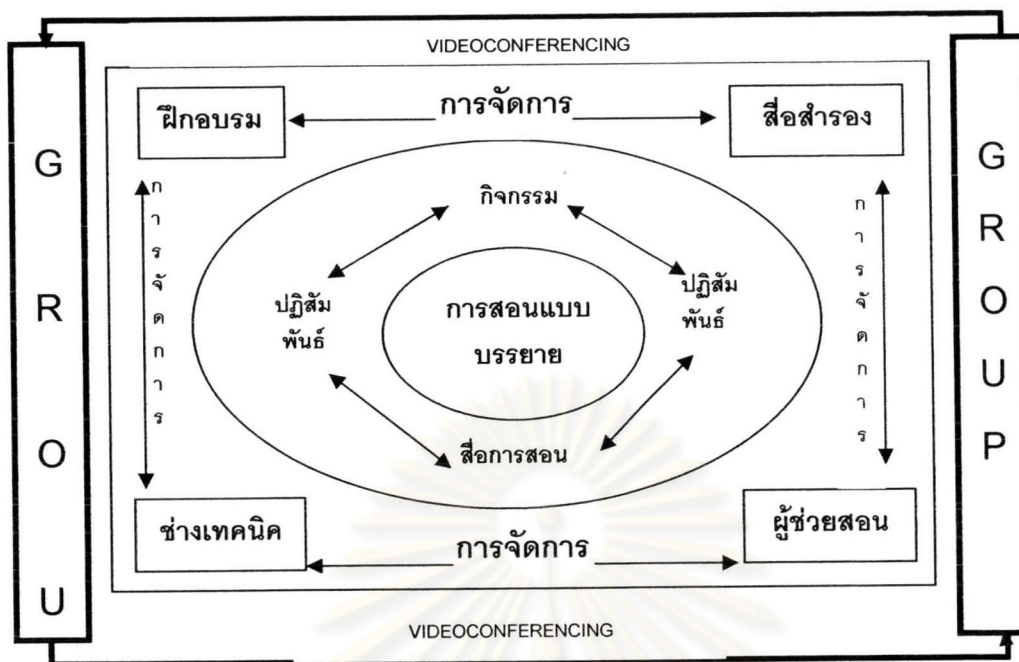 VIDEOCONFERENCING
G
R
O
U
ฝึกอบรม
การจัดการ
สื่อสำรอง
G
R
O
U
P
การจัดการ
กิจกรรม
การจัดการ
ปฏิสัม
พันธ์
การสอนแบบ
บรรยาย
ปฏิสัม
พันธ์
สื่อการสอน
ช่างเทคนิค
การจัดการ
ผู้ช่วยสอน
VIDEOCONFERENCING